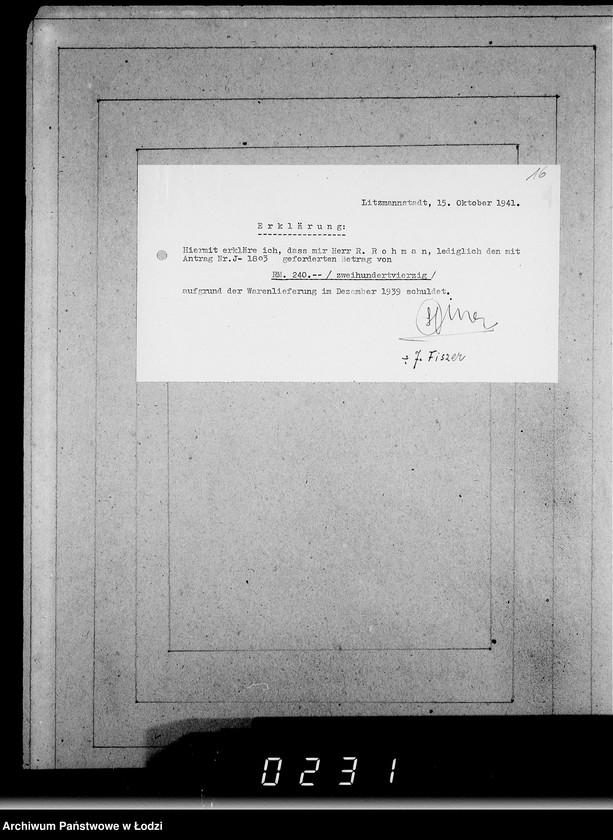 16
Litzmannstadt, 15. Oktober 1941.
E r k l ä r u n g:
Hiermit erkläre ich, dass mir Herr R. R o h m a n, lediglich den mit
Antrag Nr.J- 1803 geforderten Betrag von
RM. 240.-- / zweihundertvierzig /
aufgrund der Warenlieferung im Dezember 1939 schuldet.
J. Fiszer
0231
Archiwum Państwowe w Łodzi